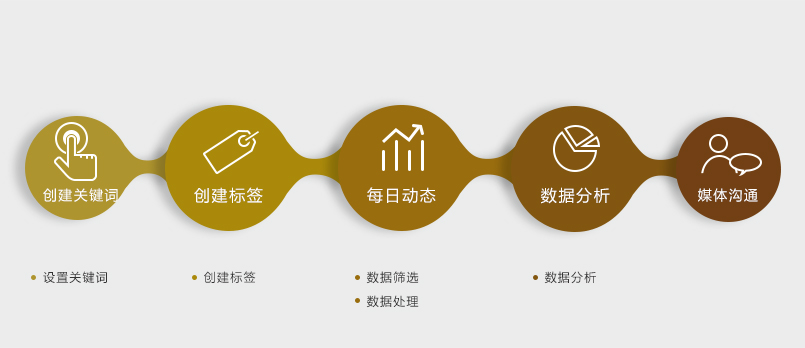 创建关键词
创建标签
每日动态
数据分析
媒体沟通
设置关键词
创建标签
数据筛选
数据处理
数据分析